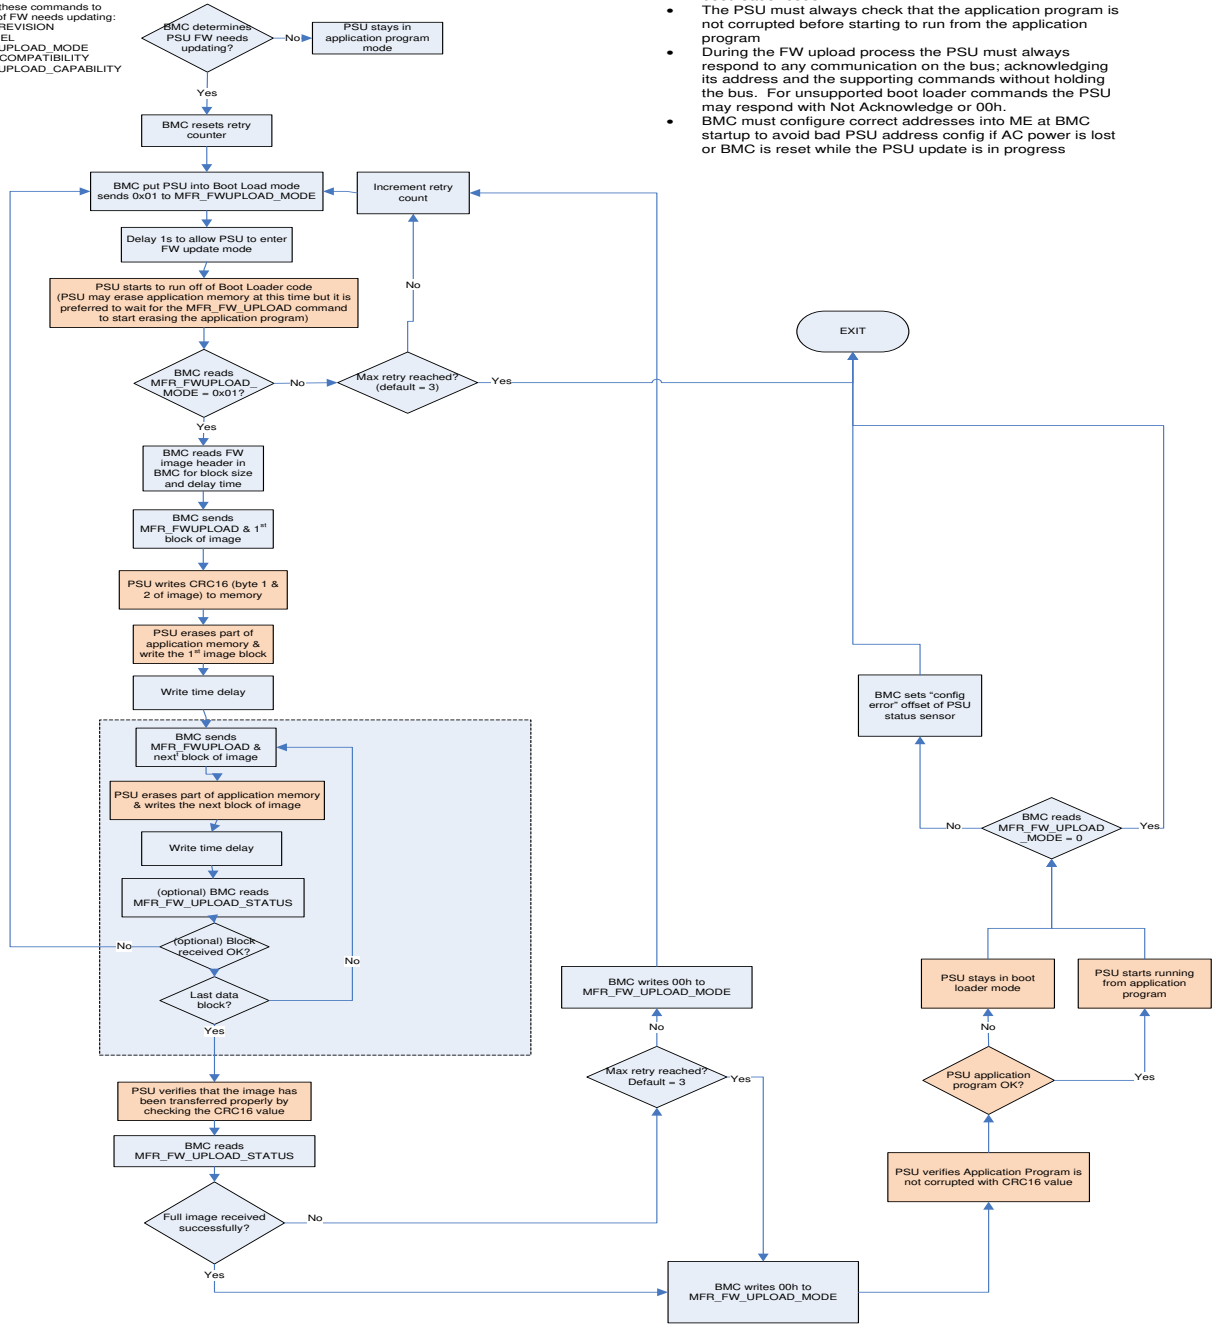 these commands to
of FW needs updating:
REVISION
EL
UPLOAD_MODE
COMPATIBILITY
UPLOAD_CAPABILITY
BMC determines
PSU FW needs
updating?
No
PSU stays in
application program
mode
Yes
BMC resets retry
counter
• The PSU must always check that the application program is
not corrupted before starting to run from the application
program
• During the FW upload process the PSU must always
respond to any communication on the bus; acknowledging
its address and the supporting commands without holding
the bus. For unsupported boot loader commands the PSU
may respond with Not Acknowledge or 00h.
• BMC must configure correct addresses into ME at BMC
startup to avoid bad PSU address config if AC power is lost
or BMC is reset while the PSU update is in progress
BMC put PSU into Boot Load mode
sends 0x01 to MFR_FWUPLOAD_MODE
Increment retry
count
Delay 1s to allow PSU to enter
FW update mode
PSU starts to run off of Boot Loader code
(PSU may erase application memory at this time but it is
preferred to wait for the MFR_FW_UPLOAD command
to start erasing the application program)
No
EXIT
BMC reads
MFR_FWUPLOAD_
MODE = 0x01?
No
Max retry reached?
(default = 3)
Yes
Yes
BMC reads FW
image header in
BMC for block size
and delay time
BMC sends
MFR_FWUPLOAD & 1st
block of image
PSU writes CRC16 (byte 1 &
2 of image) to memory
PSU erases part of
application memory &
write the 1st image block
Write time delay
BMC sends
MFR_FWUPLOAD &
nextt block of image
PSU erases part of application memory
& writes the next block of image
Write time delay
(optional) BMC reads
MFR_FW_UPLOAD_STATUS
(optional) Block
received OK?
No
No
Last data
block?
Yes
BMC sets “config
error” offset of PSU
status sensor
BMC reads
MFR_FW_UPLOAD
_MODE = 0
No
Yes
PSU stays in boot
loader mode
PSU starts running
from application
program
No
Yes
PSU application
program OK?
BMC writes 00h to
MFR_FW_UPLOAD_MODE
No
Max retry reached?
Default = 3
Yes
PSU verifies that the image has
been transferred properly by
checking the CRC16 value
BMC reads
MFR_FW_UPLOAD_STATUS
PSU verifies Application Program is
not corrupted with CRC16 value
Full image received
successfully?
No
Yes
BMC writes 00h to
MFR_FW_UPLOAD_MODE